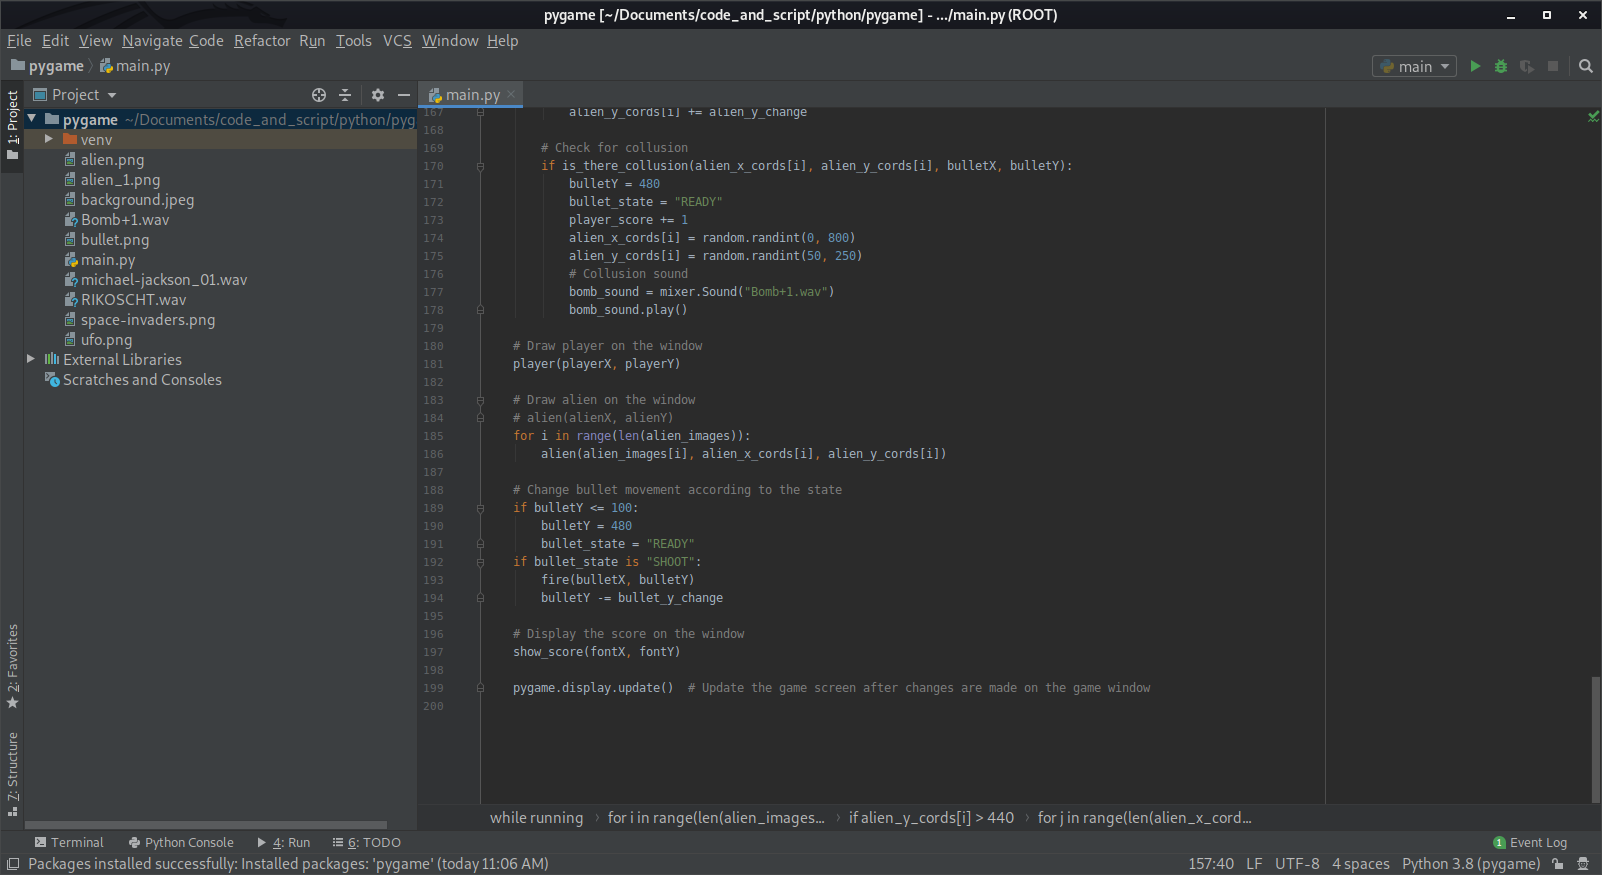 pygame [~/Documents/code_and_script/python/pygame] - .../main.py (ROOT)
File Edit View Navigate Code Refactor Run Tools VCS Window Help
pygame main.py
main
1: Project
2: Favorites
7: Structure
Project
pygame ~/Documents/code_and_script/python/pyg
venv
alien.png
alien_1.png
background.jpeg
Bomb+1.wav
bullet.png
main.py
michael-jackson_01.wav
RIKOSCHT.wav
space-invaders.png
ufo.png
External Libraries
Scratches and Consoles
main.py
167 alien_y_cords[i] += alien_y_change
168
169 # Check for collusion
170 if is_there_collusion(alien_x_cords[i], alien_y_cords[i], bulletX, bulletY):
171 bulletY = 480
172 bullet_state = "READY"
173 player_score += 1
174 alien_x_cords[i] = random.randint(0, 800)
175 alien_y_cords[i] = random.randint(50, 250)
176 # Collusion sound
177 bomb_sound = mixer.Sound("Bomb+1.wav")
178 bomb_sound.play()
179
180 # Draw player on the window
181 player(playerX, playerY)
182
183 # Draw alien on the window
184 # alien(alienX, alienY)
185 for i in range(len(alien_images)):
186 alien(alien_images[i], alien_x_cords[i], alien_y_cords[i])
187
188 # Change bullet movement according to the state
189 if bulletY <= 100:
190 bulletY = 480
191 bullet_state = "READY"
192 if bullet_state is "SHOOT":
193 fire(bulletX, bulletY)
194 bulletY -= bullet_y_change
195
196 # Display the score on the window
197 show_score(fontX, fontY)
198
199 pygame.display.update() # Update the game screen after changes are made on the game window
200
while running › for i in range(len(alien_images... › if alien_y_cords[i] > 440 › for j in range(len(alien_x_cord...
Terminal Python Console 4: Run 6: TODO 1 Event Log
Packages installed successfully: Installed packages: 'pygame' (today 11:06 AM) 157:40 LF UTF-8 4 spaces Python 3.8 (pygame)